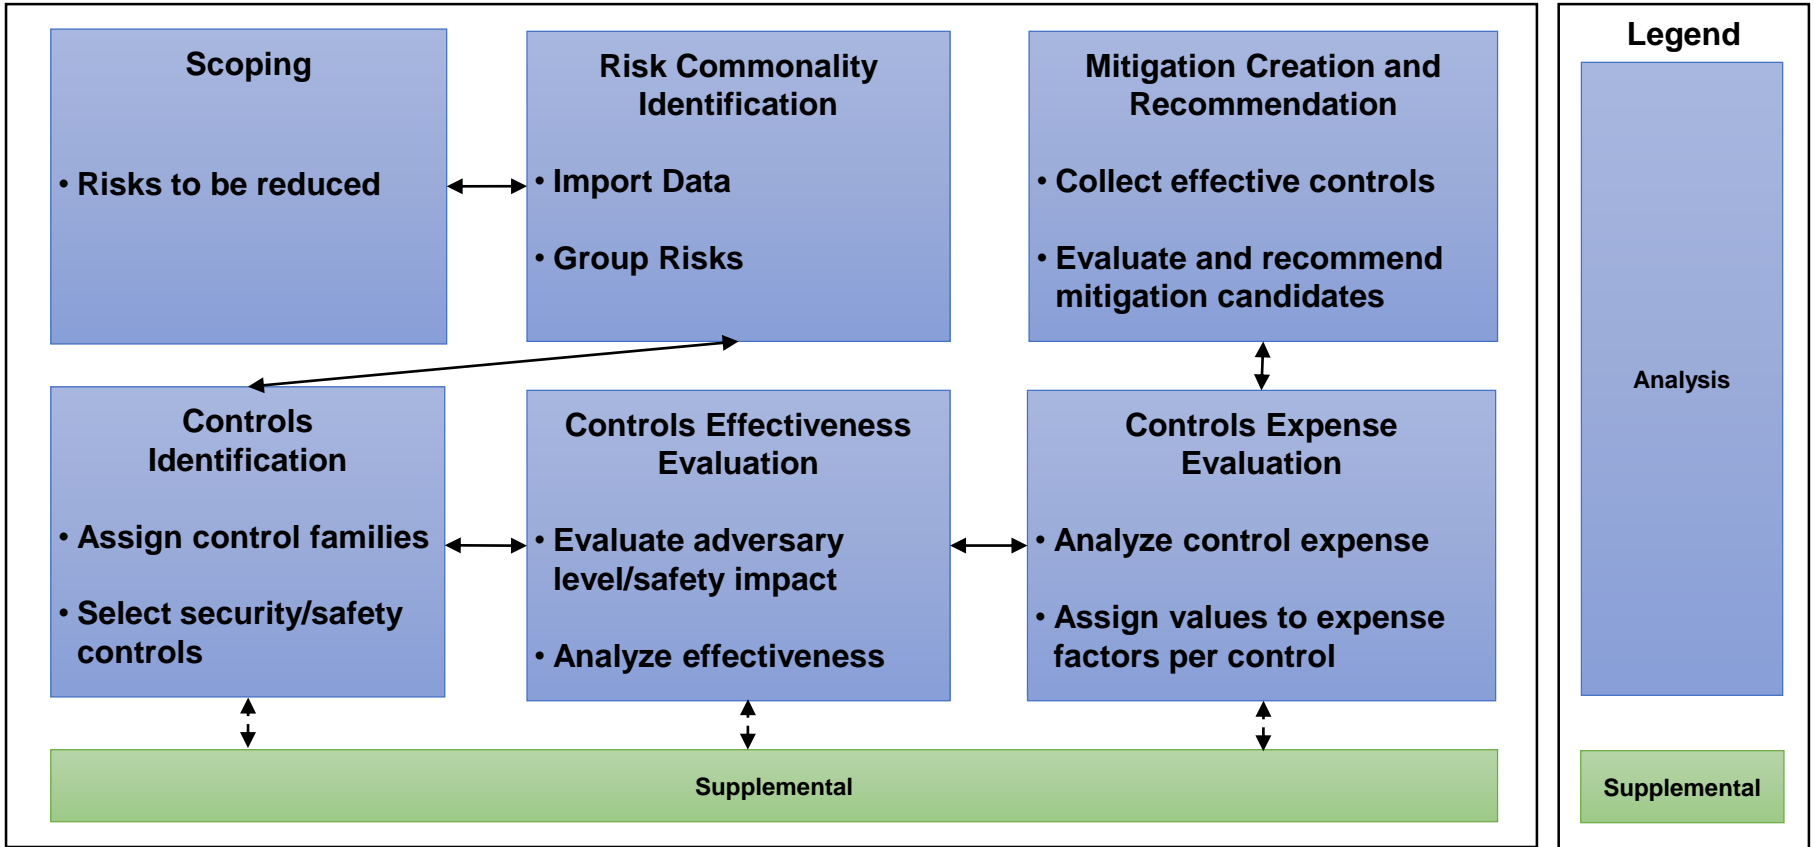 Scoping
• Risks to be reduced
Risk Commonality
Identification
• Import Data
• Group Risks
Mitigation Creation and
Recommendation
• Collect effective controls
• Evaluate and recommend
mitigation candidates
Controls
Identification
• Assign control families
• Select security/safety
controls
Controls Effectiveness
Evaluation
• Evaluate adversary
level/safety impact
• Analyze effectiveness
Controls Expense
Evaluation
• Analyze control expense
• Assign values to expense
factors per control
Supplemental
Legend
Analysis
Supplemental